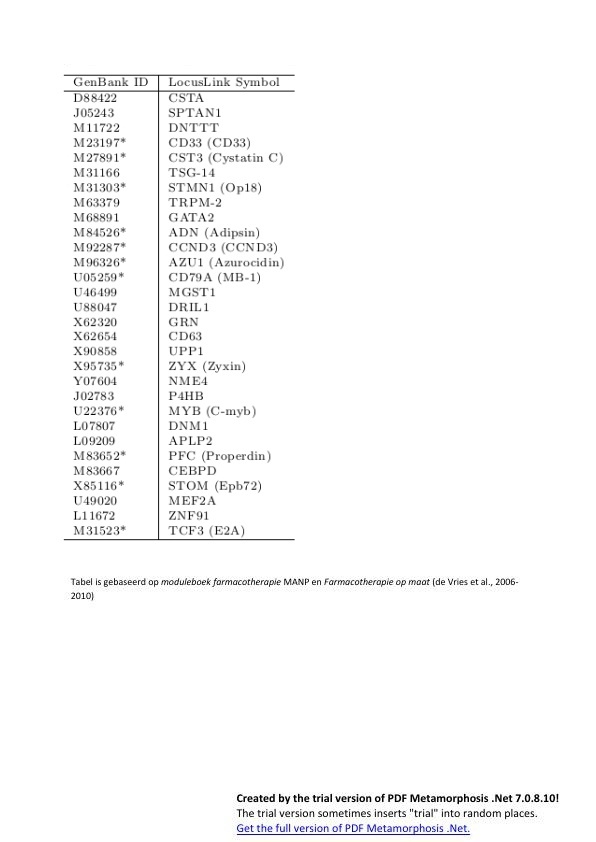 GenBank ID LocusLink Symbol
D88422 CSTA
J05243 SPTAN1
M11722 DNTTT
M23197* CD33 (CD33)
M27891* CST3 (Cystatin C)
M31166 TSG-14
M31303* STMN1 (Op18)
M63379 TRPM-2
M68891 GATA2
M84526* ADN (Adipsin)
M92287* CCND3 (CCND3)
M96326* AZU1 (Azurocidin)
U05259* CD79A (MB-1)
U46499 MGST1
U88047 DRIL1
X62320 GRN
X62654 CD63
X90858 UPP1
X95735* ZYX (Zyxin)
Y07604 NME4
J02783 P4HB
U22376* MYB (C-myb)
L07807 DNM1
L09209 APLP2
M83652* PFC (Properdin)
M83667 CEBPD
X85116* STOM (Epb72)
U49020 MEF2A
L11672 ZNF91
M31523* TCF3 (E2A)
Tabel is gebaseerd op moduleboek farmacotherapie MANP en Farmacotherapie op maat (de Vries et al., 2006-
2010)
Created by the trial version of PDF Metamorphosis .Net 7.0.8.10!
The trial version sometimes inserts "trial" into random places.
Get the full version of PDF Metamorphosis .Net.